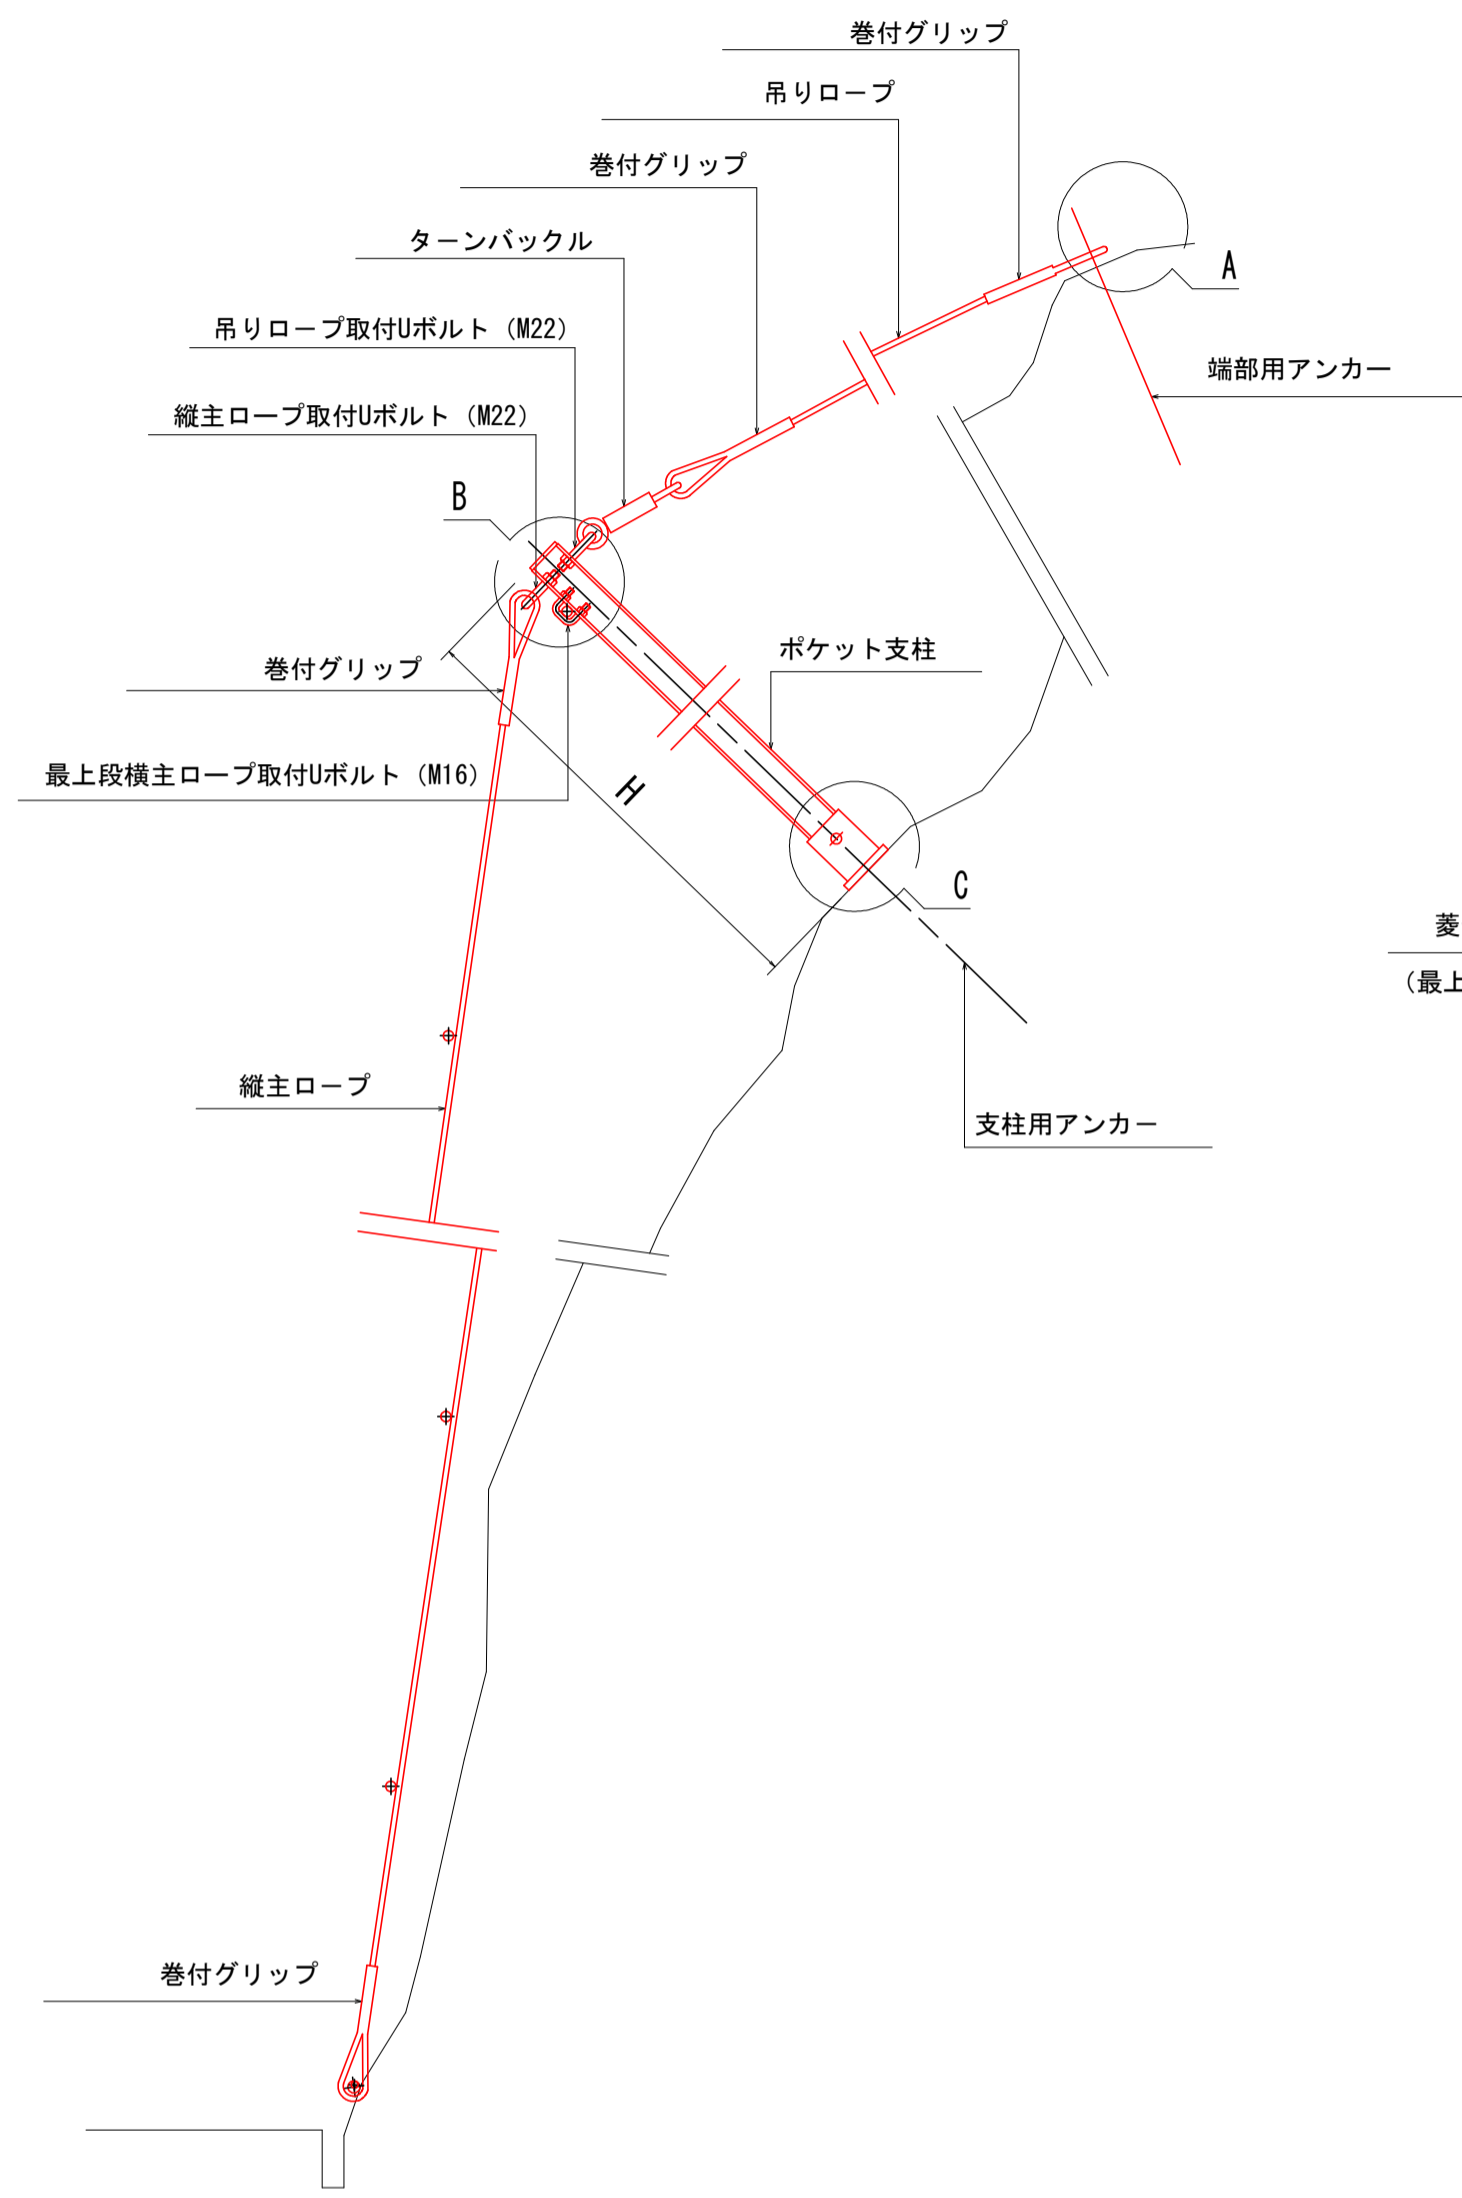 巻付グリップ
吊りロープ
巻付グリップ
ターンバックル
A
吊りロープ取付Uボルト（M22）
端部用アンカー
縦主ロープ取付Uボルト（M22）
B
ポケット支柱
巻付グリップ
最上段横主ロープ取付Uボルト（M16）
H
C
菱
（最上
縦主ロープ
支柱用アンカー
巻付グリップ